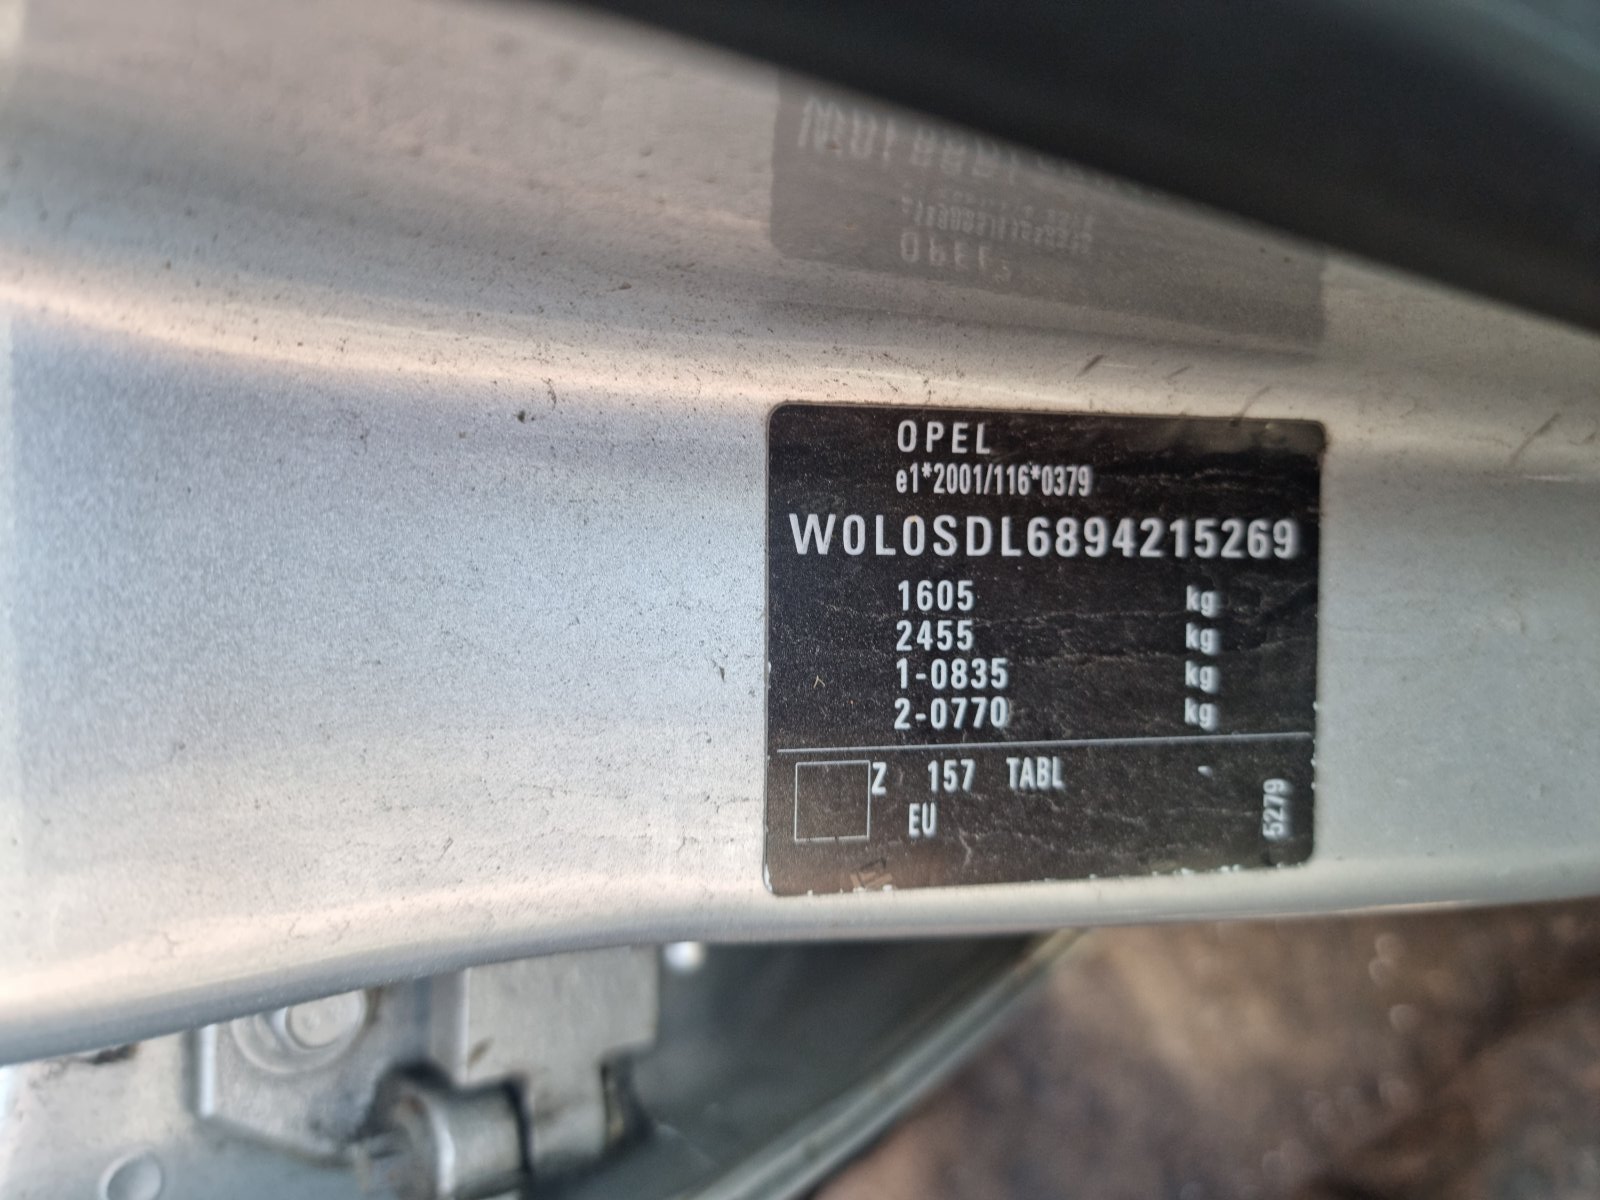 OPEL
e1*2001/116*0379
W0L0SDL6894215269
1605 kg
2455 kg
1-0835 kg
2-0770 kg
Z 157 TABL -
EU
5279